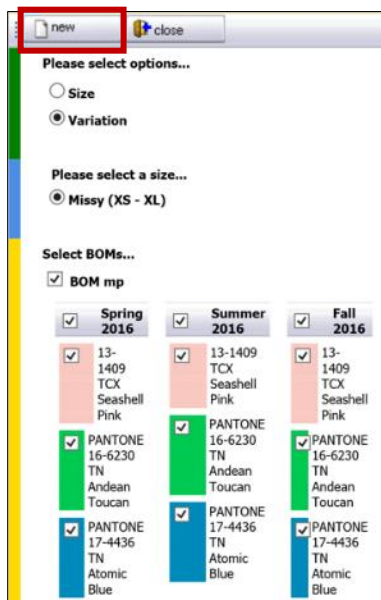 new
close
Please select options...
Size
Variation
Please select a size...
Missy (XS - XL)
Select BOMs...
BOM mp
Spring
2016
13-
1409
TCX
Seashell
Pink
PANTONE
16-6230
TN
Andean
Toucan
PANTONE
17-4436
TN
Atomic
Blue
Summer
2016
13-1409
TCX
Seashell
Pink
PANTONE
16-6230
TN
Andean
Toucan
PANTONE
17-4436
TN
Atomic
Blue
Fall
2016
13-
1409
TCX
Seashell
Pink
PANTONE
16-6230
TN
Andean
Toucan
PANTONE
17-4436
TN
Atomic
Blue